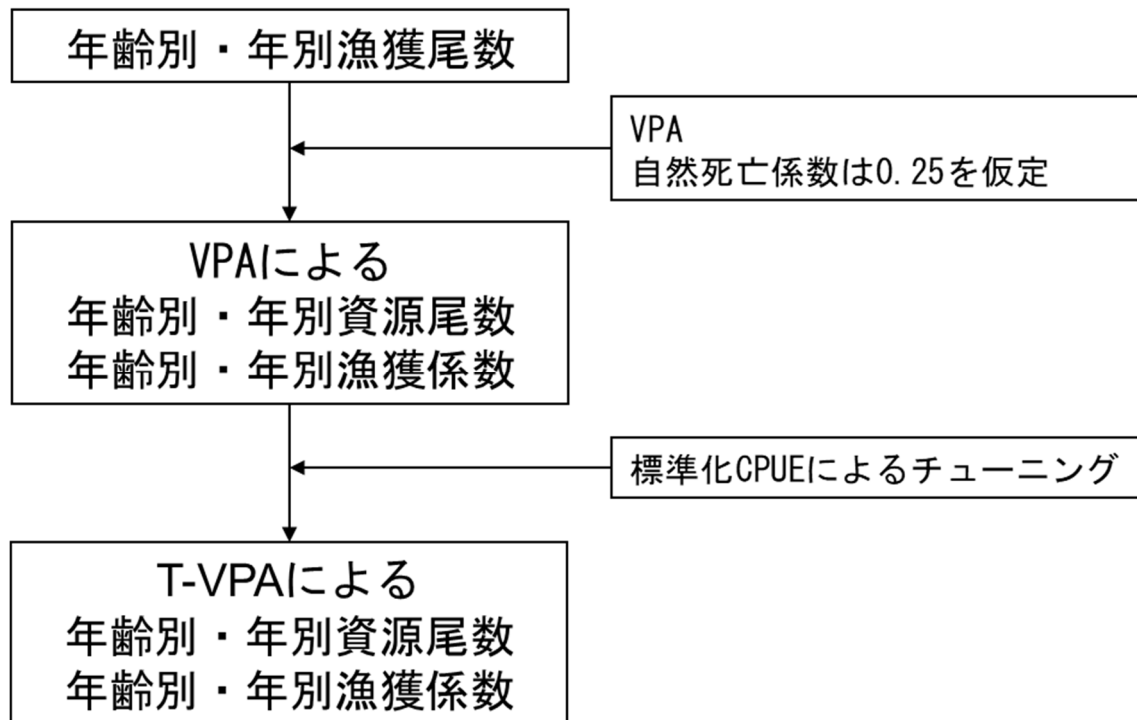 年齢別・年別漁獲尾数
VPA
自然死亡係数は0.25を仮定
VPAによる
年齢別・年別資源尾数
年齢別・年別漁獲係数
標準化CPUEによるチューニング
T-VPAによる
年齢別・年別資源尾数
年齢別・年別漁獲係数